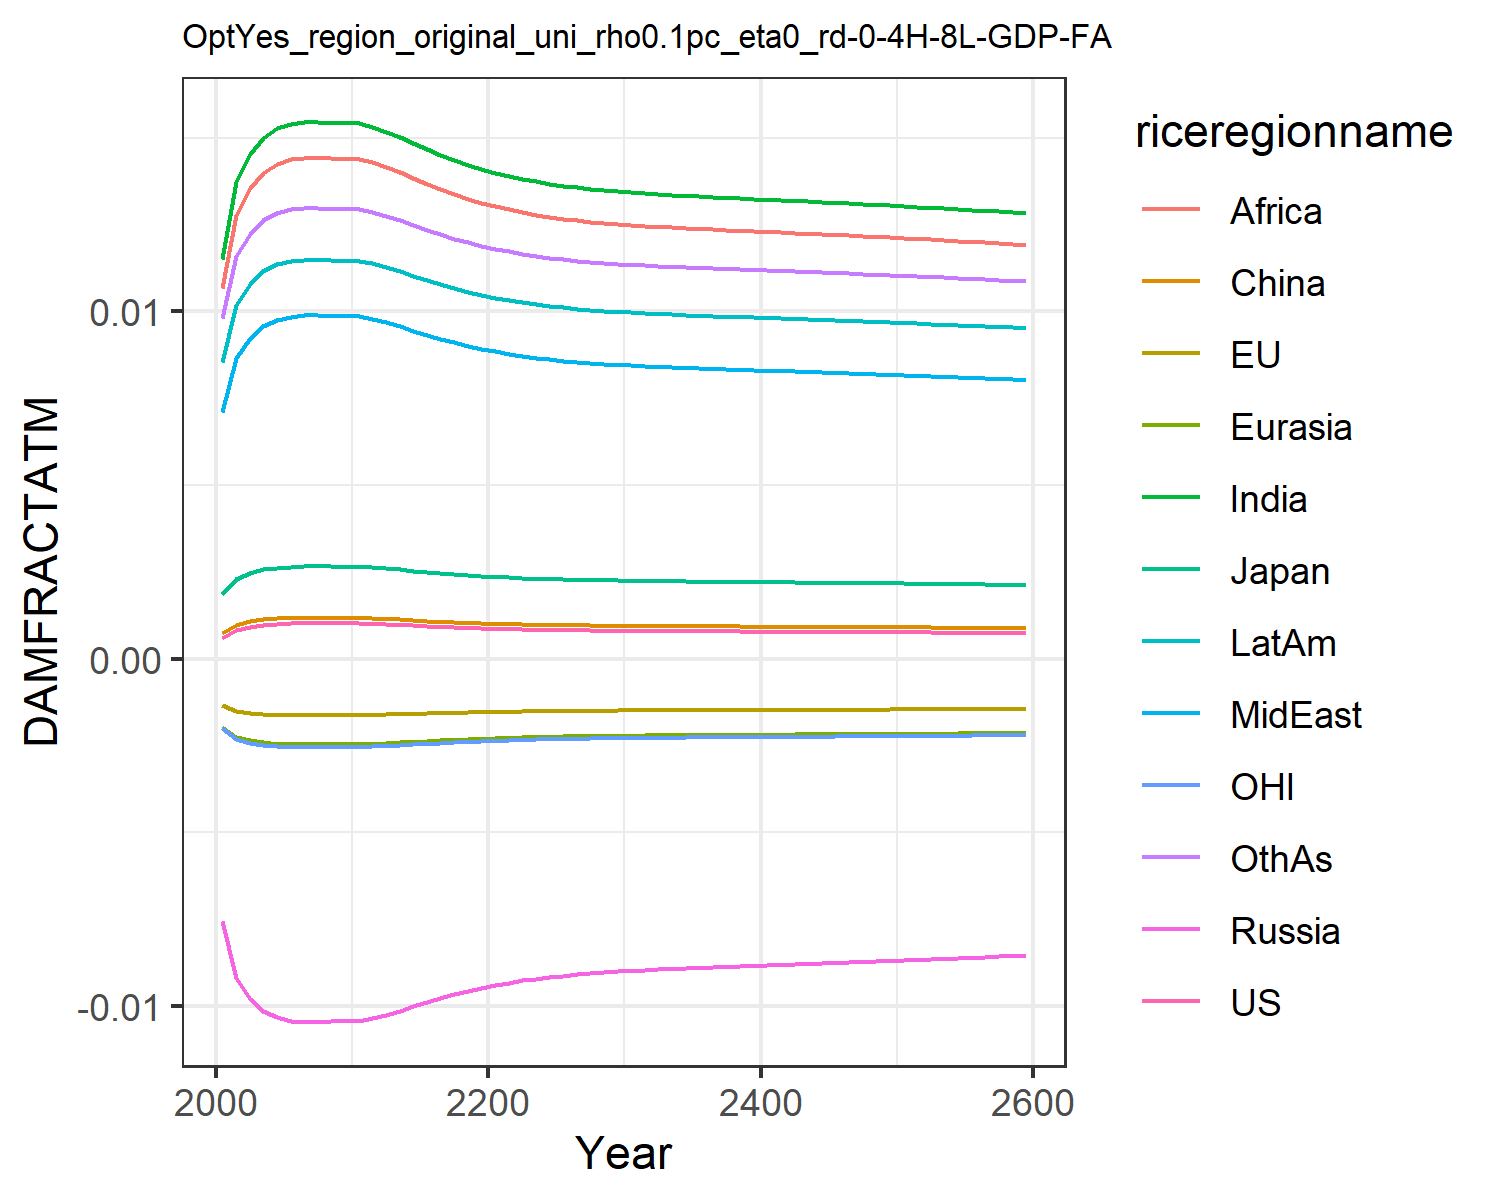 OptYes_region_original_uni_rho0.1pc_eta0_rd-0-4H-8L-GDP-FA
DAMFRACTATM
0.01
0.00
-0.01
2000
2200
2400
2600
Year
riceregionname
Africa
China
EU
Eurasia
India
Japan
LatAm
MidEast
OHI
OthAs
Russia
US